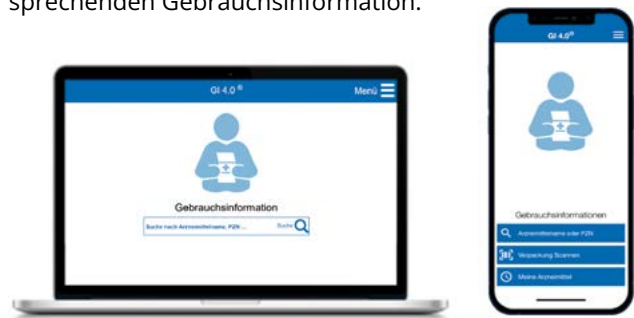 sprechenden Gebrauchsinformation.
GI 4.0®
Menü
Gebrauchsinformation
Suche nach Arzneimittelname, PZN ...
Suche
GI 4.0®
Gebrauchsinformationen
Arzneimittelname oder PZN
Verpackung Scannen
Meine Arzneimittel